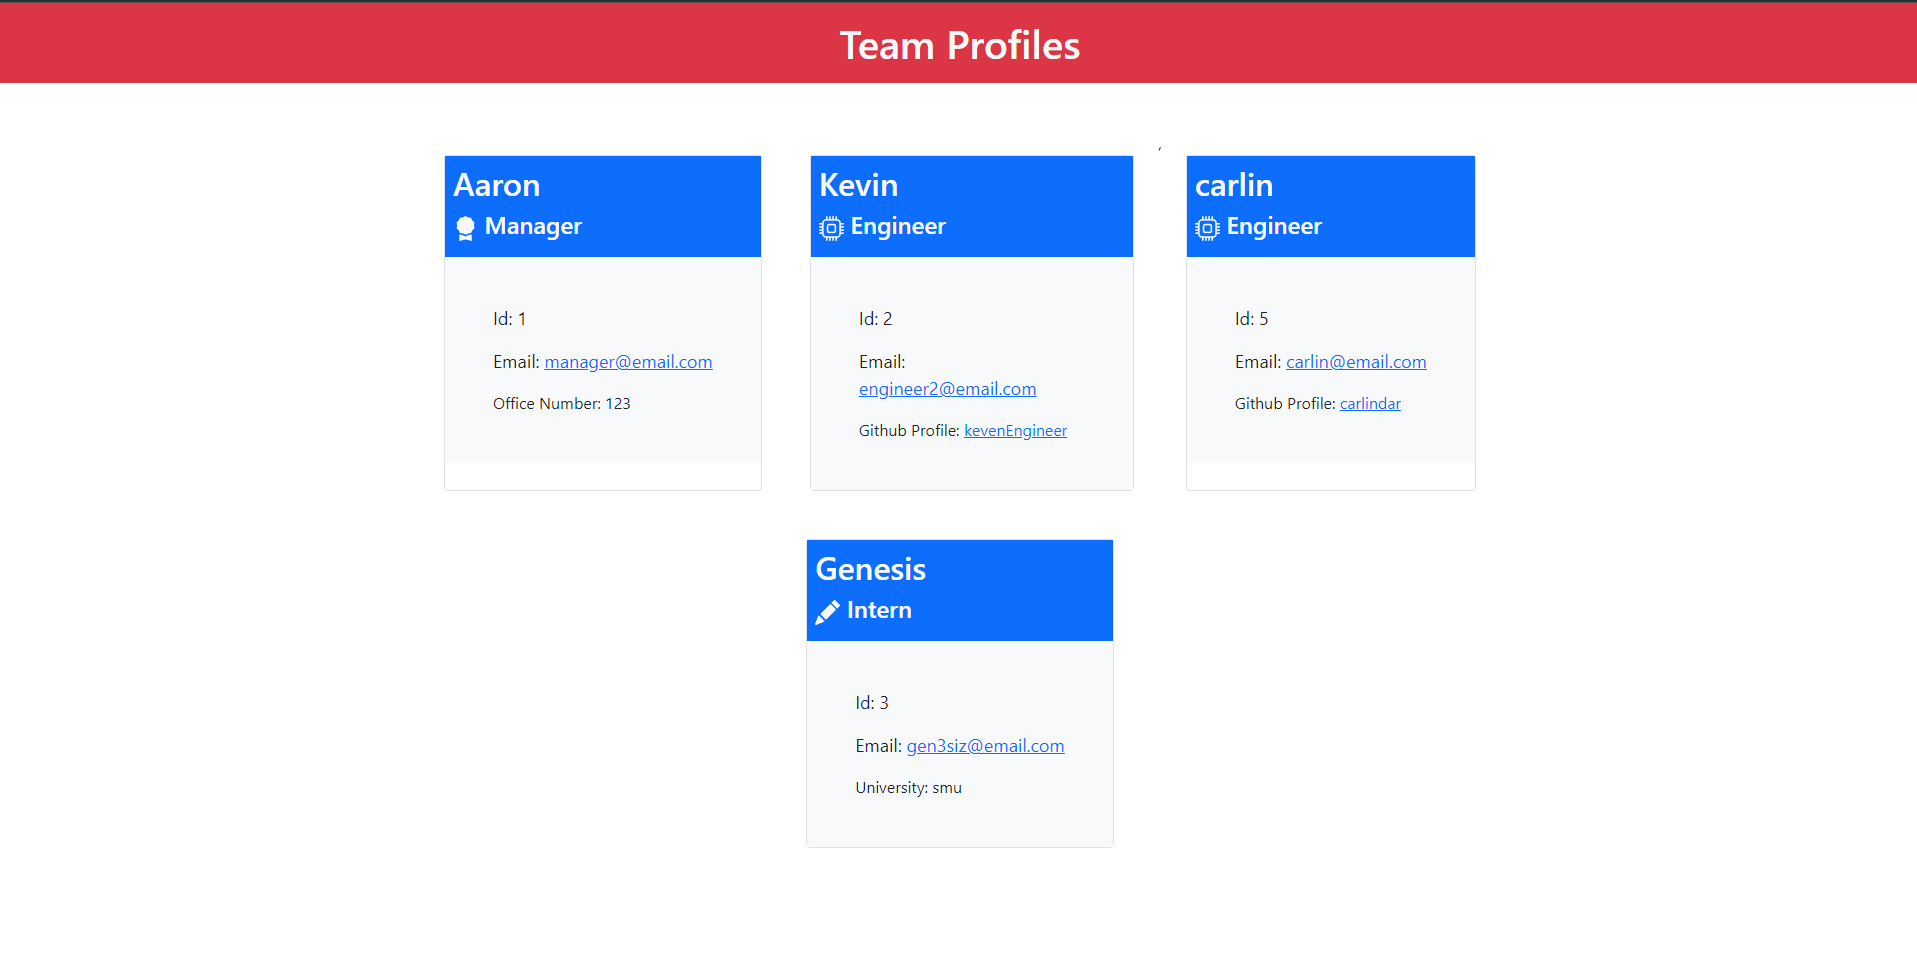 Team Profiles
,
Aaron
Manager
Id: 1
Email: manager@email.com
Office Number: 123
Kevin
Engineer
Id: 2
Email:
engineer2@email.com
Github Profile: kevenEngineer
carlin
Engineer
Id: 5
Email: carlin@email.com
Github Profile: carlindar
Genesis
Intern
Id: 3
Email: gen3siz@email.com
University: smu